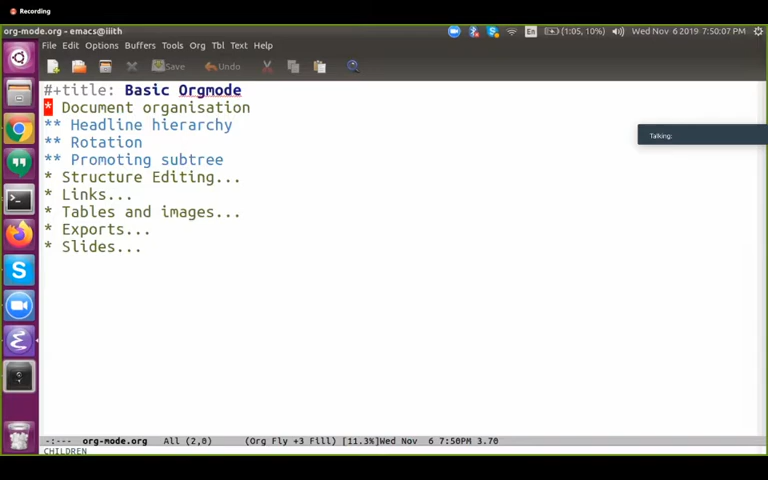 Recording
org-mode.org - emacs@iiith
En
(1:05, 10%)
Wed Nov 6 2019 7:50:07 PM
File Edit Options Buffers Tools Org Tbl Text Help
Save
Undo
#+title: Basic Orgmode
* Document organisation
** Headline hierarchy
** Rotation
** Promoting subtree
* Structure Editing...
* Links...
* Tables and images...
* Exports...
* Slides...
Talking:
-:--- org-mode.org All (2,0) (Org Fly +3 Fill) [11.3%]Wed Nov 6 7:50PM 3.70
CHILDREN